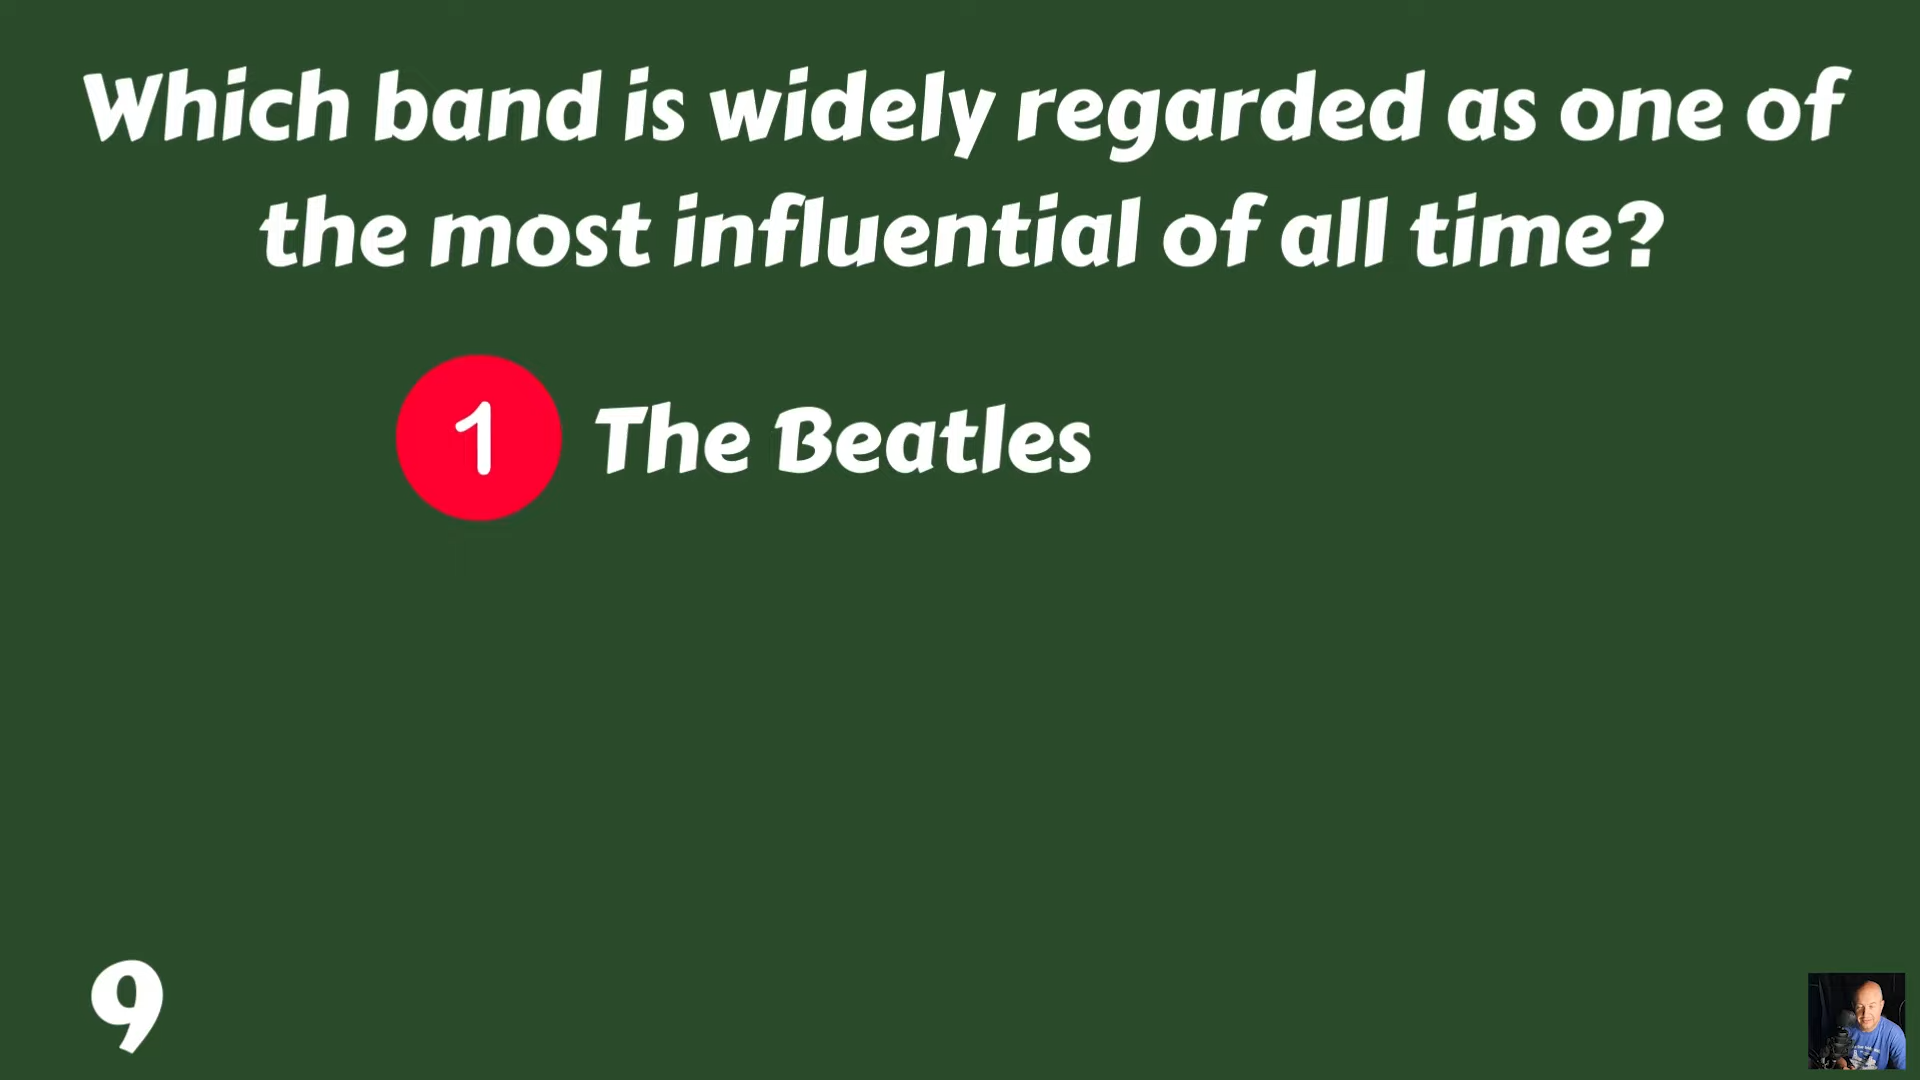 Which band is widely regarded as one of
the most influential of all time?
1 The Beatles
9